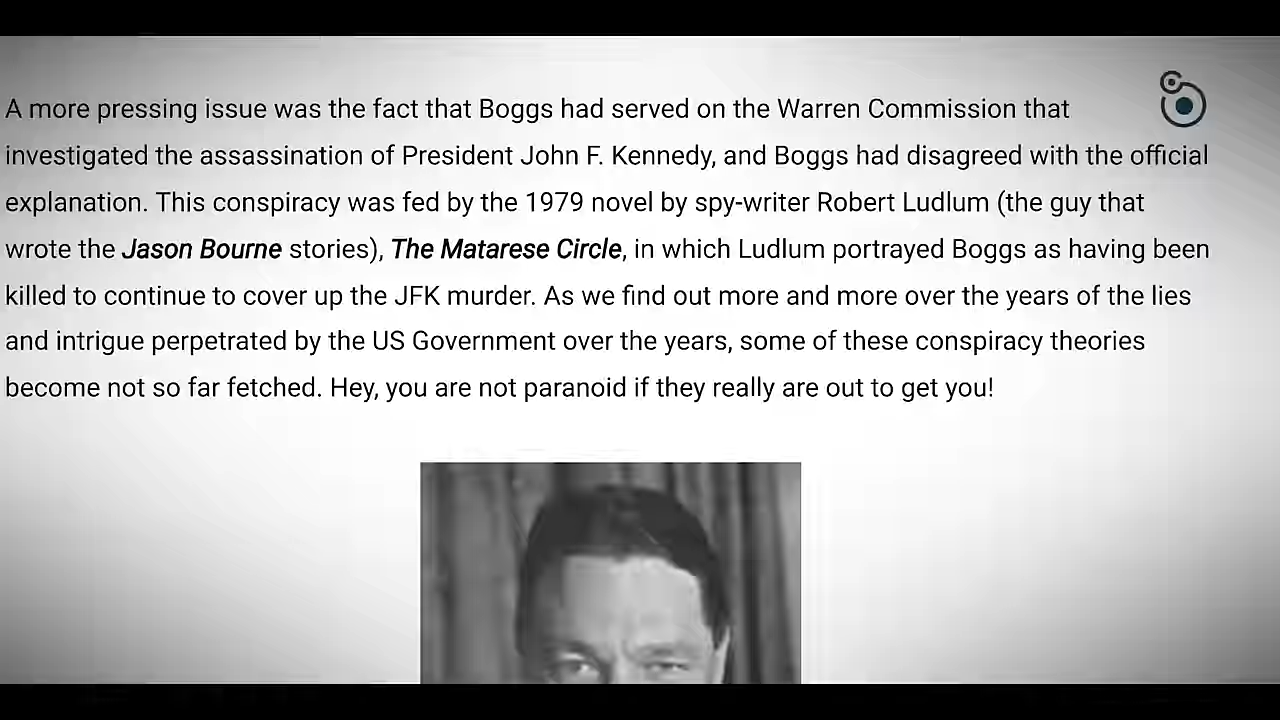 A more pressing issue was the fact that Boggs had served on the Warren Commission that
investigated the assassination of President John F. Kennedy, and Boggs had disagreed with the official
explanation. This conspiracy was fed by the 1979 novel by spy-writer Robert Ludlum (the guy that
wrote the Jason Bourne stories), The Matarese Circle, in which Ludlum portrayed Boggs as having been
killed to continue to cover up the JFK murder. As we find out more and more over the years of the lies
and intrigue perpetrated by the US Government over the years, some of these conspiracy theories
become not so far fetched. Hey, you are not paranoid if they really are out to get you!